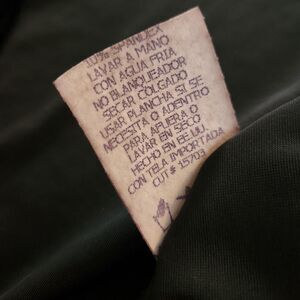 10% SPANDEX
LAVAR A MANO
CON AGUA FRIA
NO BLANQUEADOR
SECAR COLGADO
USAR PLANCHA SI SE
NECESITA O ADENTRO
PARA AFUERA O
LAVAR EN SECO
HECHO EN EE.UU.
CON TELA IMPORTADA
CUT # 15703